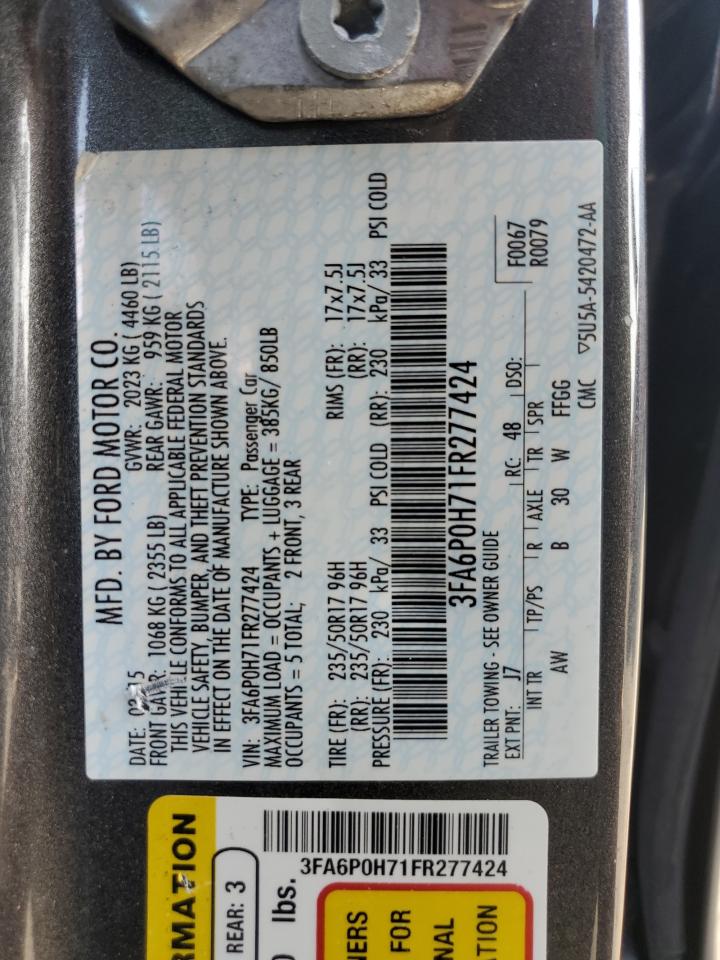 MFD. BY FORD MOTOR CO.
DATE: GVWR: 2023 KG ( 4460 LB)
FRONT GAWR: 1068 KG ( 2355 LB) REAR GAWR: 959 KG ( 2115 LB)
THIS VEHICLE CONFORMS TO ALL APPLICABLE FEDERAL MOTOR
VEHICLE SAFETY, BUMPER, AND THEFT PREVENTION STANDARDS
IN EFFECT ON THE DATE OF MANUFACTURE SHOWN ABOVE.
VIN: 3FA6P0H71FR277424 TYPE: Passenger Car
MAXIMUM LOAD = OCCUPANTS + LUGGAGE = 385KG/ 850LB
OCCUPANTS = 5 TOTAL; 2 FRONT, 3 REAR
TIRE (FR): 235/50R17 96H RIMS (FR): 17x7.5J
(RR): 235/50R17 96H (RR): 17x7.5J
PRESSURE (FR): 230 kPa/ 33 PSI COLD (RR): 230 kPa/ 33 PSI COLD
3FA6P0H71FR277424
TRAILER TOWING - SEE OWNER GUIDE F0067
EXT PNT: J7 RC: 48 DSO: R0079
INT TR TP/PS R AXLE TR SPR
AW B 30 W FFGG
CMC ▽5U5A-5420472-AA
REAR: 3
lbs.
3FA6P0H71FR277424
FOR